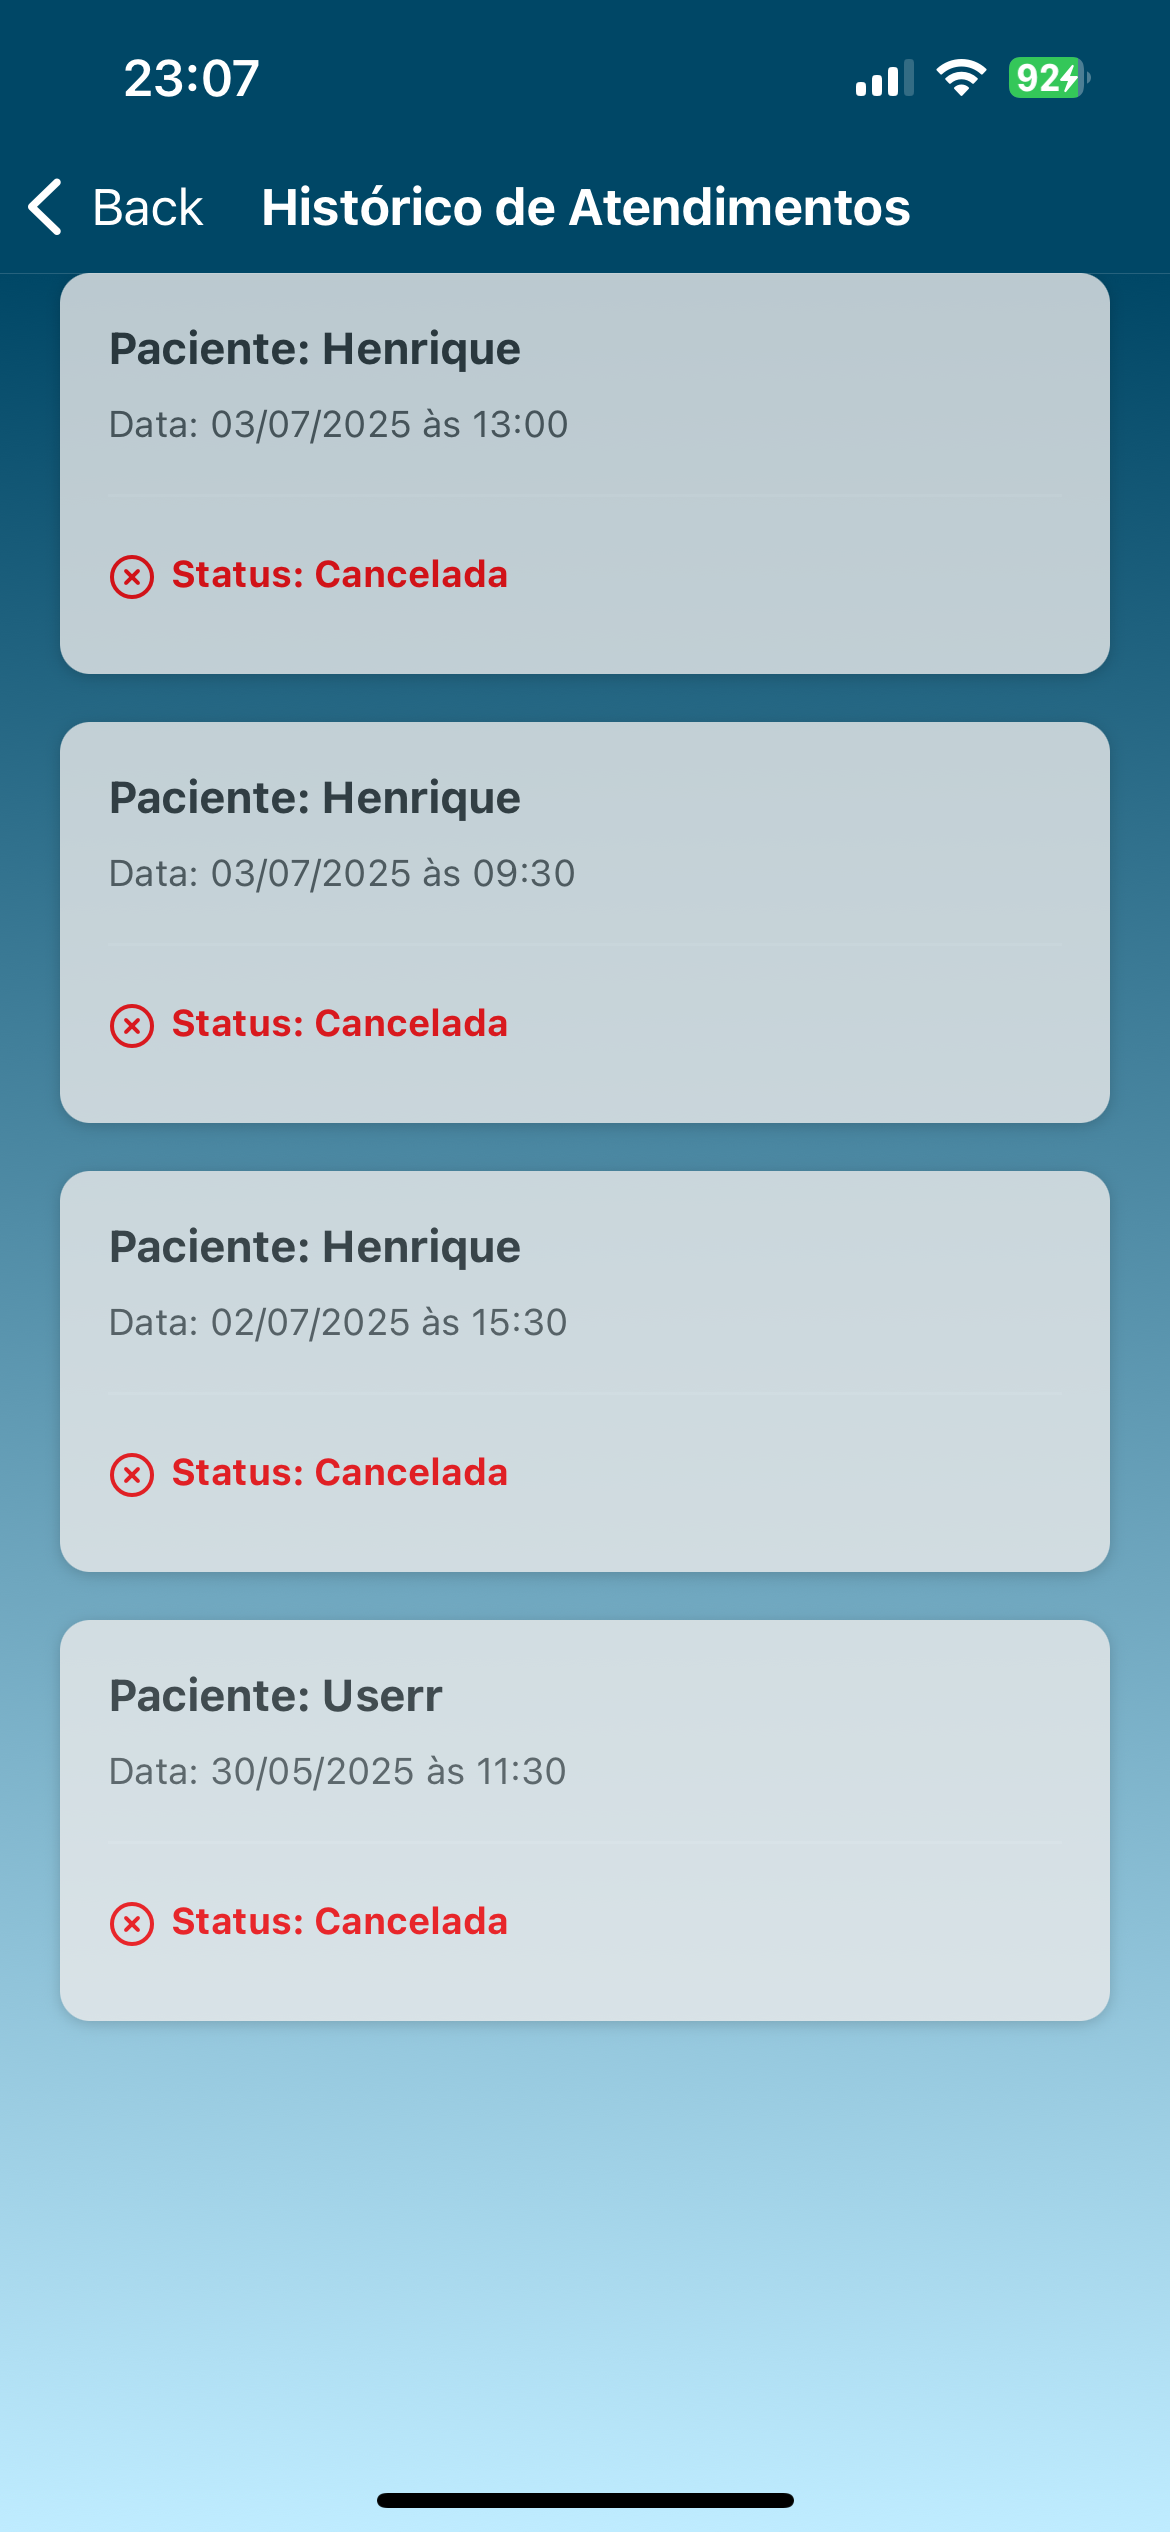 23:07
92
Back Histórico de Atendimentos
Paciente: Henrique
Data: 03/07/2025 às 13:00
Status: Cancelada
Paciente: Henrique
Data: 03/07/2025 às 09:30
Status: Cancelada
Paciente: Henrique
Data: 02/07/2025 às 15:30
Status: Cancelada
Paciente: Userr
Data: 30/05/2025 às 11:30
Status: Cancelada